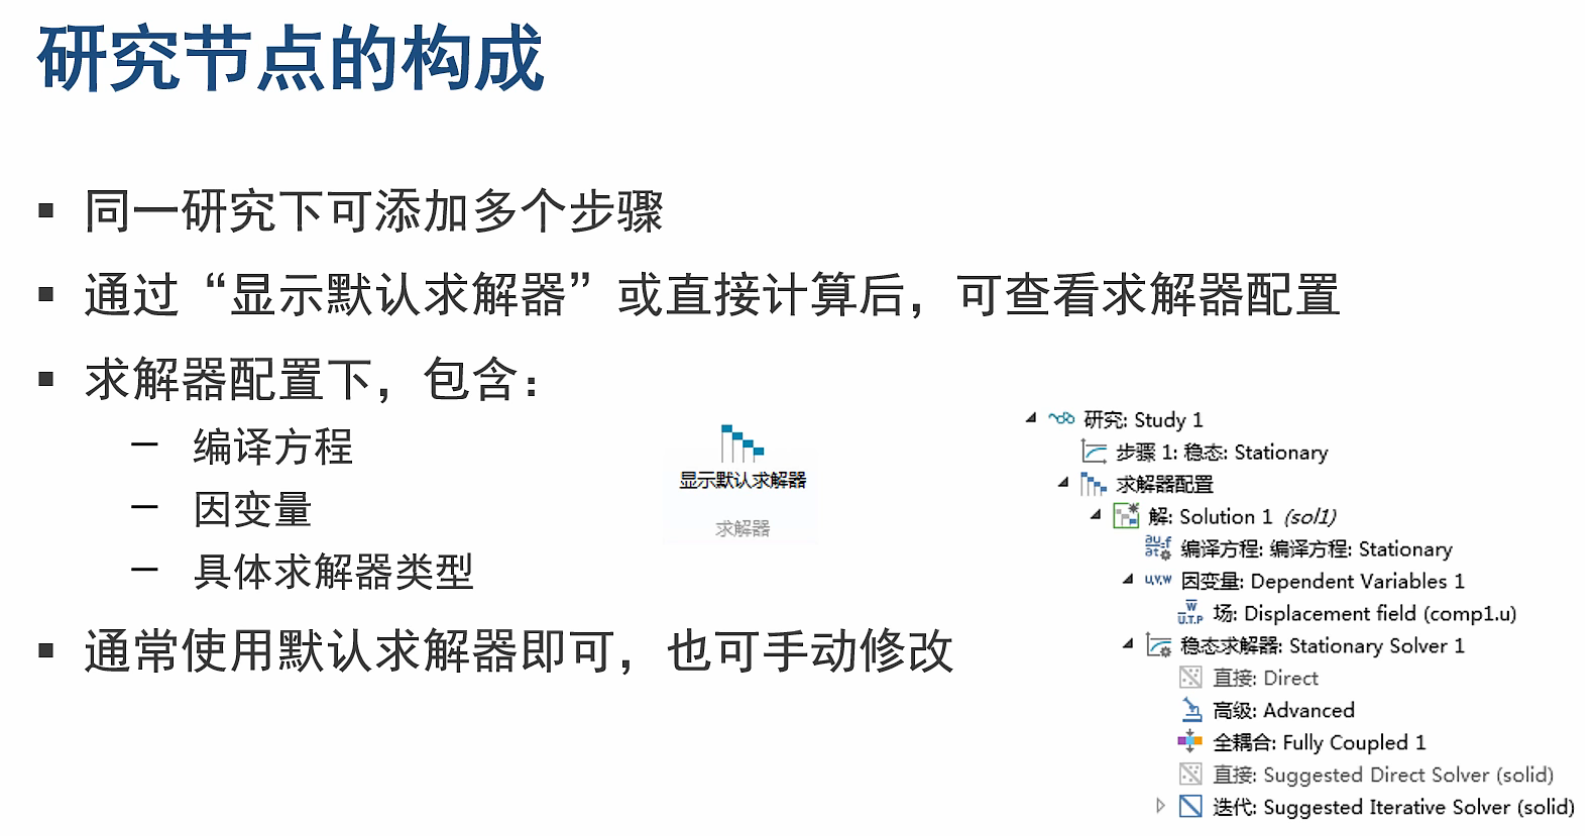 研究节点的构成
▪ 同一研究下可添加多个步骤
▪ 通过“显示默认求解器”或直接计算后，可查看求解器配置
▪ 求解器配置下，包含：
– 编译方程
– 因变量
– 具体求解器类型
▪ 通常使用默认求解器即可，也可手动修改
显示默认求解器
求解器
研究: Study 1
步骤 1: 稳态: Stationary
求解器配置
解: Solution 1 (sol1)
编译方程: 编译方程: Stationary
因变量: Dependent Variables 1
场: Displacement field (comp1.u)
稳态求解器: Stationary Solver 1
直接: Direct
高级: Advanced
全耦合: Fully Coupled 1
直接: Suggested Direct Solver (solid)
迭代: Suggested Iterative Solver (solid)